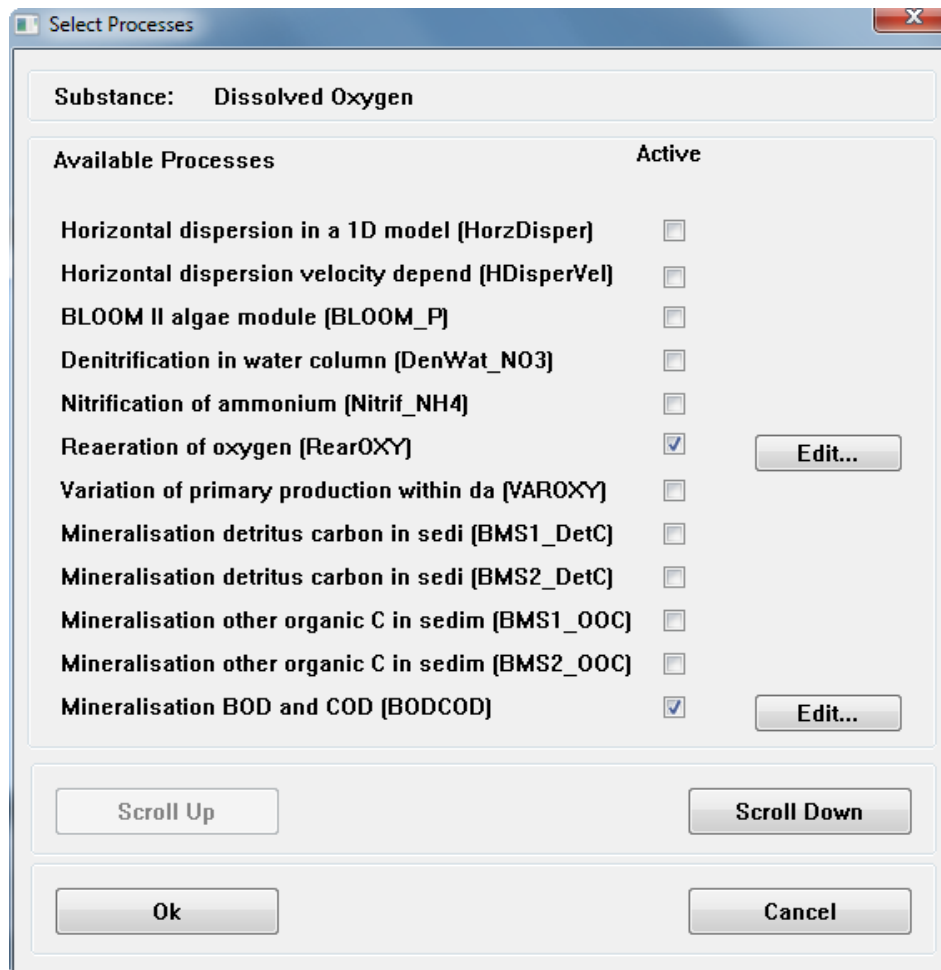 Select Processes
Substance: Dissolved Oxygen
Available Processes Active
Horizontal dispersion in a 1D model (HorzDisper)
Horizontal dispersion velocity depend (HDisperVel)
BLOOM II algae module (BLOOM_P)
Denitrification in water column (DenWat_NO3)
Nitrification of ammonium (Nitrif_NH4)
Reaeration of oxygen (RearOXY) Edit...
Variation of primary production within da (VAROXY)
Mineralisation detritus carbon in sedi (BMS1_DetC)
Mineralisation detritus carbon in sedi (BMS2_DetC)
Mineralisation other organic C in sedim (BMS1_OOC)
Mineralisation other organic C in sedim (BMS2_OOC)
Mineralisation BOD and COD (BODCOD) Edit...
Scroll Up Scroll Down
Ok Cancel